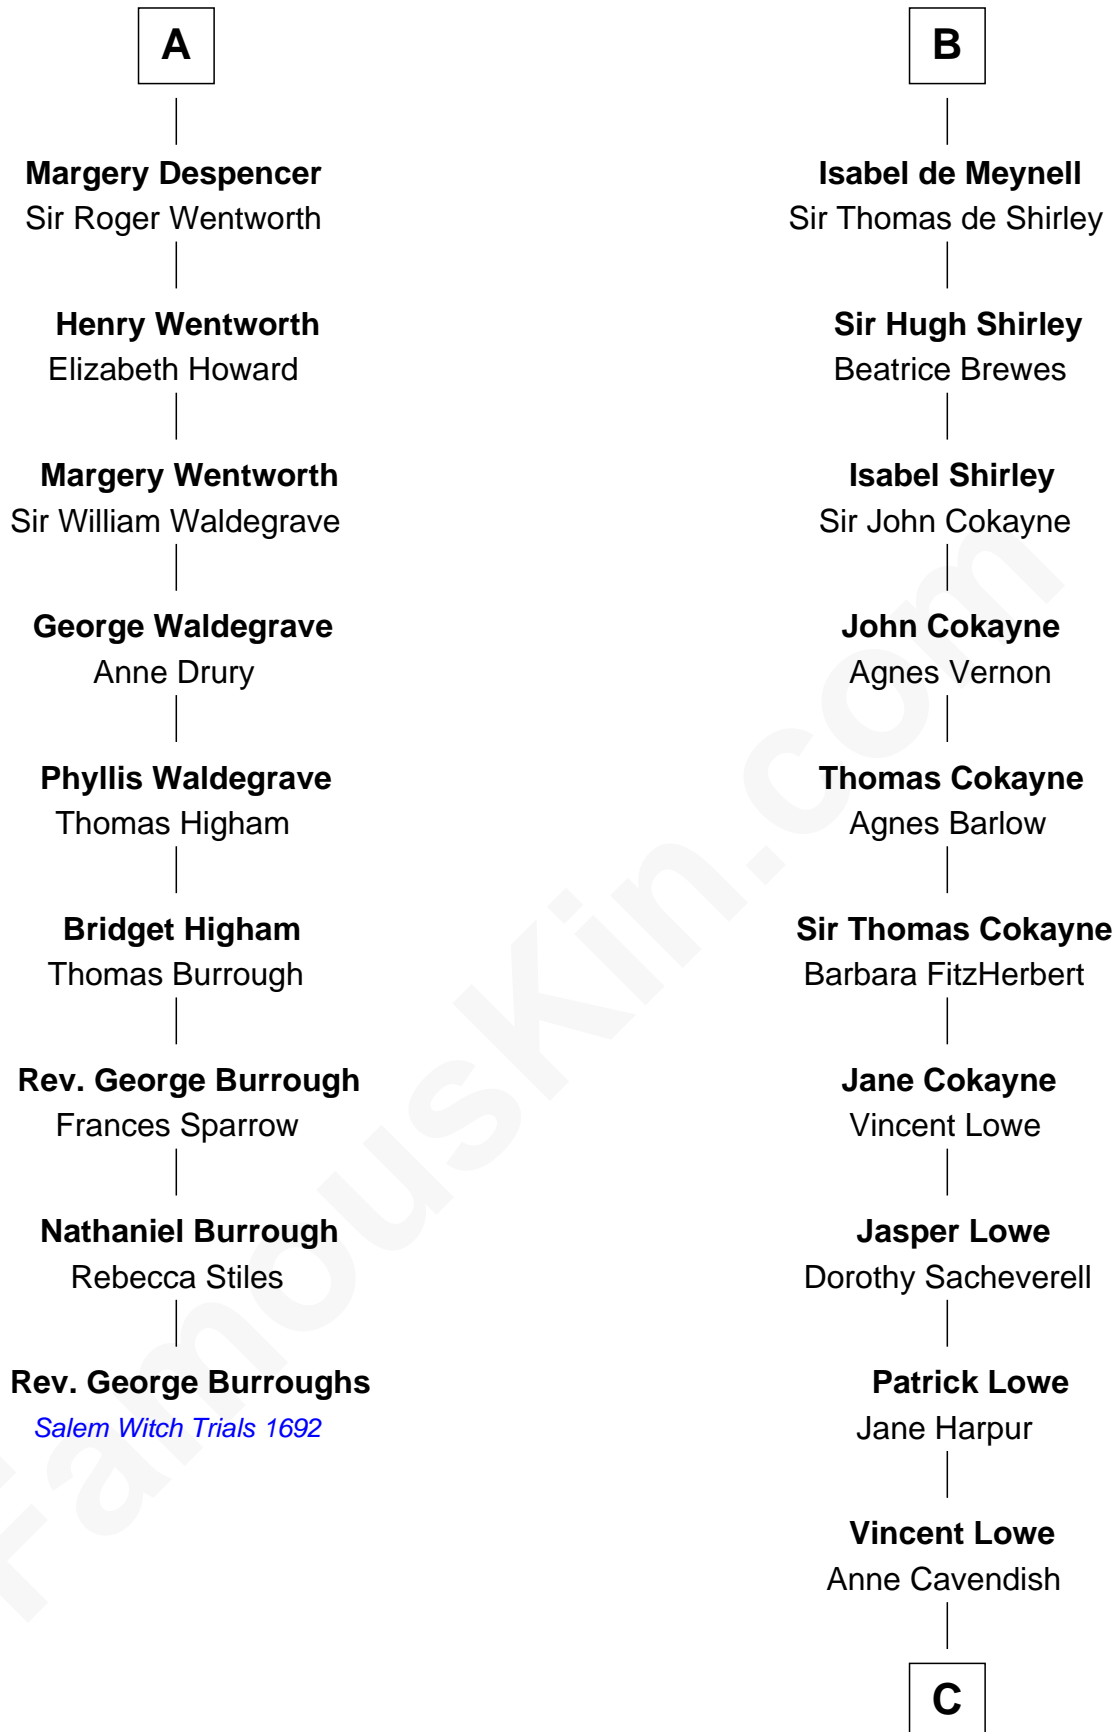 A
Margery Despencer
Sir Roger Wentworth
Henry Wentworth
Elizabeth Howard
Margery Wentworth
Sir William Waldegrave
George Waldegrave
Anne Drury
Phyllis Waldegrave
Thomas Higham
Bridget Higham
Thomas Burrough
Rev. George Burrough
Frances Sparrow
Nathaniel Burrough
Rebecca Stiles
Rev. George Burroughs
Salem Witch Trials 1692
B
Isabel de Meynell
Sir Thomas de Shirley
Sir Hugh Shirley
Beatrice Brewes
Isabel Shirley
Sir John Cokayne
John Cokayne
Agnes Vernon
Thomas Cokayne
Agnes Barlow
Sir Thomas Cokayne
Barbara FitzHerbert
Jane Cokayne
Vincent Lowe
Jasper Lowe
Dorothy Sacheverell
Patrick Lowe
Jane Harpur
Vincent Lowe
Anne Cavendish
C
FamousKin.com